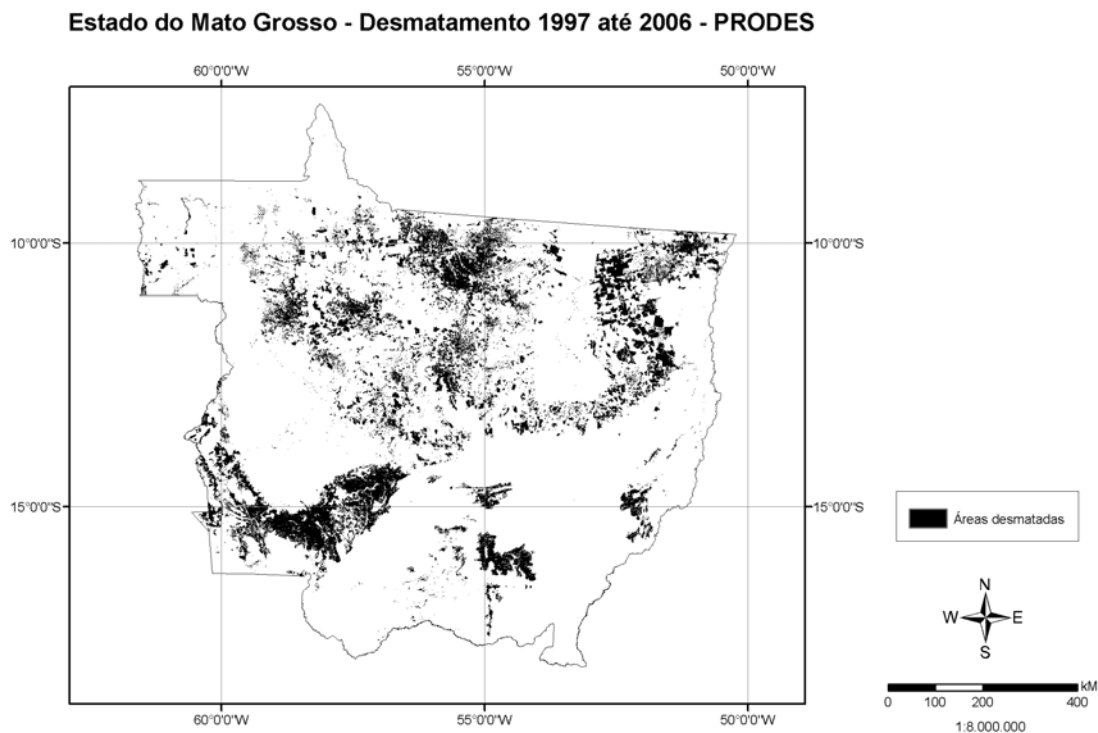 Estado do Mato Grosso - Desmatamento 1997 até 2006 - PRODES
60°0'0"W 55°0'0"W 50°0'0"W
10°0'0"S 10°0'0"S
15°0'0"S 15°0'0"S
Áreas desmatadas
N
W E
S
kM
0 100 200 400
1:8.000.000
60°0'0"W 55°0'0"W 50°0'0"W